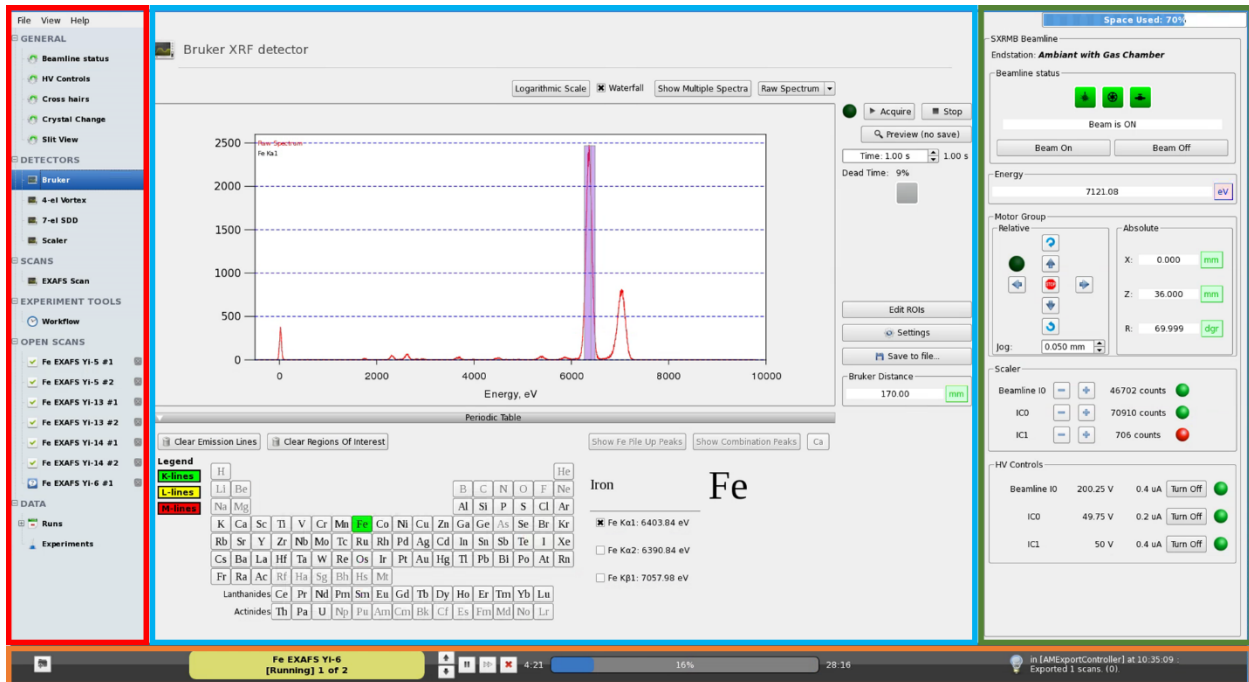 File View Help
GENERAL
Beamline status
HV Controls
Cross hairs
Crystal Change
Slit View
DETECTORS
Bruker
4-el Vortex
7-el SDD
Scaler
SCANS
EXAFS Scan
EXPERIMENT TOOLS
Workflow
OPEN SCANS
Fe EXAFS Yi-5 #1
Fe EXAFS Yi-5 #2
Fe EXAFS Yi-13 #1
Fe EXAFS Yi-13 #2
Fe EXAFS Yi-14 #1
Fe EXAFS Yi-14 #2
Fe EXAFS Yi-6 #1
DATA
Runs
Experiments
Bruker XRF detector
Logarithmic Scale Waterfall Show Multiple Spectra Raw Spectrum
Acquire Stop
Preview (no save)
Time: 1.00 s 1.00 s
Dead Time: 9%
Raw Spectrum
Fe Ka1
2500
2000
1500
1000
500
0
0 2000 4000 6000 8000 10000
Energy, eV
Edit ROIs
Settings
Save to file...
Bruker Distance
170.00 mm
Periodic Table
Clear Emission Lines Clear Regions Of Interest Show Fe Pile Up Peaks Show Combination Peaks Ca
Legend
K-lines
L-lines
M-lines
H He
Li Be B C N O F Ne
Na Mg Al Si P S Cl Ar
K Ca Sc Ti V Cr Mn Fe Co Ni Cu Zn Ga Ge As Se Br Kr
Rb Sr Y Zr Nb Mo Tc Ru Rh Pd Ag Cd In Sn Sb Te I Xe
Cs Ba La Hf Ta W Re Os Ir Pt Au Hg Tl Pb Bi Po At Rn
Fr Ra Ac Rf Ha Sg Bh Hs Mt
Lanthanides Ce Pr Nd Pm Sm Eu Gd Tb Dy Ho Er Tm Yb Lu
Actinides Th Pa U Np Pu Am Cm Bk Cf Es Fm Md No Lr
Iron Fe
Fe Kα1: 6403.84 eV
Fe Kα2: 6390.84 eV
Fe Kβ1: 7057.98 eV
Space Used: 70%
SXRMB Beamline
Endstation: Ambiant with Gas Chamber
Beamline status
Beam is ON
Beam On Beam Off
Energy
7121.08 eV
Motor Group
Relative Absolute
STOP
X: 0.000 mm
Z: 36.000 mm
R: 69.999 dgr
Jog: 0.050 mm
Scaler
Beamline I0 46702 counts
IC0 70910 counts
IC1 706 counts
HV Controls
Beamline I0 200.25 V 0.4 uA Turn Off
IC0 49.75 V 0.2 uA Turn Off
IC1 50 V 0.4 uA Turn Off
Fe EXAFS Yi-6
[Running] 1 of 2
4:21 16% 28:16
in [AMExportController] at 10:35:09 :
Exported 1 scans. (0).